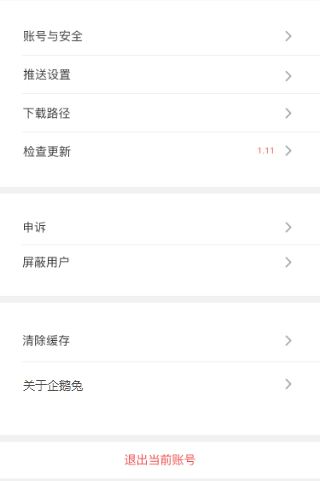 账号与安全
推送设置
下载路径
检查更新 1.11
申诉
屏蔽用户
清除缓存
关于企鹅兔
退出当前账号